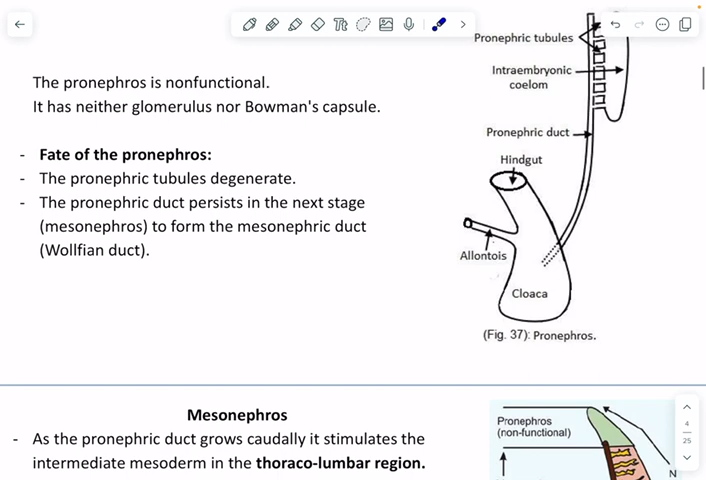 The pronephros is nonfunctional.
It has neither glomerulus nor Bowman's capsule.
- Fate of the pronephros:
- The pronephric tubules degenerate.
- The pronephric duct persists in the next stage
(mesonephros) to form the mesonephric duct
(Wollfian duct).
Pronephric tubules
Intraembryonic
coelom
Pronephric duct
Hindgut
Allontois
Cloaca
(Fig. 37): Pronephros.
Mesonephros
- As the pronephric duct grows caudally it stimulates the
intermediate mesoderm in the thoraco-lumbar region.
Pronephros
(non-functional)
N
4
25